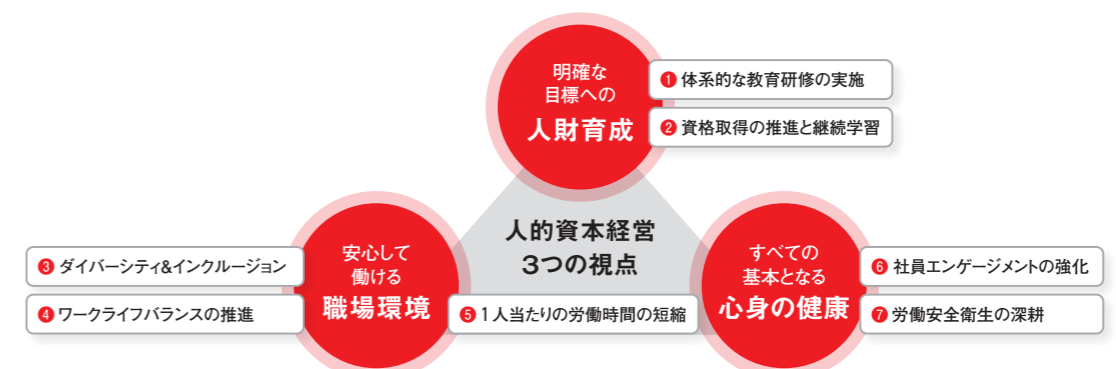 明確な
目標への
人財育成
❶ 体系的な教育研修の実施
❷ 資格取得の推進と継続学習
人的資本経営
3つの視点
安心して
働ける
職場環境
❸ ダイバーシティ&インクルージョン
❹ ワークライフバランスの推進
❺ 1人当たりの労働時間の短縮
すべての
基本となる
心身の健康
❻ 社員エンゲージメントの強化
❼ 労働安全衛生の深耕